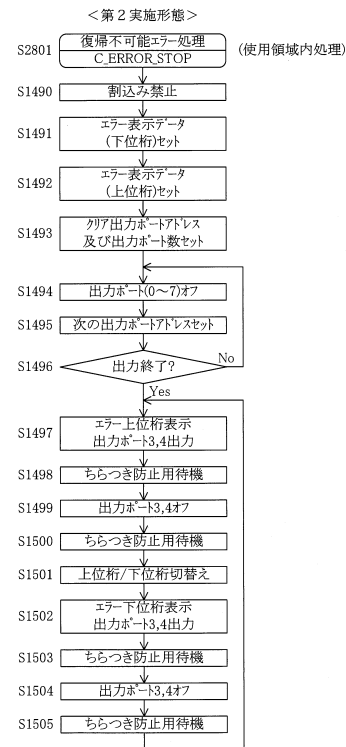 ＜第２実施形態＞
S2801
復帰不可能エラー処理
C_ERROR_STOP
(使用領域内処理)
S1490
割込み禁止
S1491
エラー表示データ
(下位桁)セット
S1492
エラー表示データ
(上位桁)セット
S1493
クリア出力ポートアドレス
及び出力ポート数セット
S1494
出力ポート(0～7)オフ
S1495
次の出力ポートアドレスセット
S1496
出力終了?
No
Yes
S1497
エラー上位桁表示
出力ポート3,4出力
S1498
ちらつき防止用待機
S1499
出力ポート3,4オフ
S1500
ちらつき防止用待機
S1501
上位桁/下位桁切替え
S1502
エラー下位桁表示
出力ポート3,4出力
S1503
ちらつき防止用待機
S1504
出力ポート3,4オフ
S1505
ちらつき防止用待機